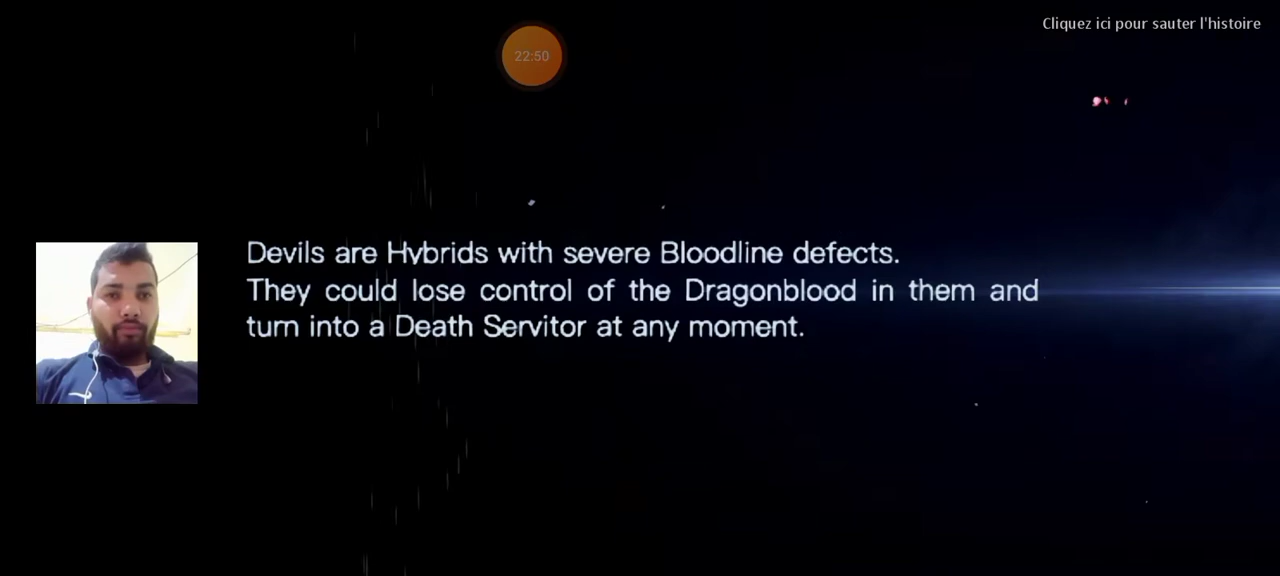 Cliquez ici pour sauter l'histoire
22:50
Devils are Hybrids with severe Bloodline defects.
They could lose control of the Dragonblood in them and
turn into a Death Servitor at any moment.